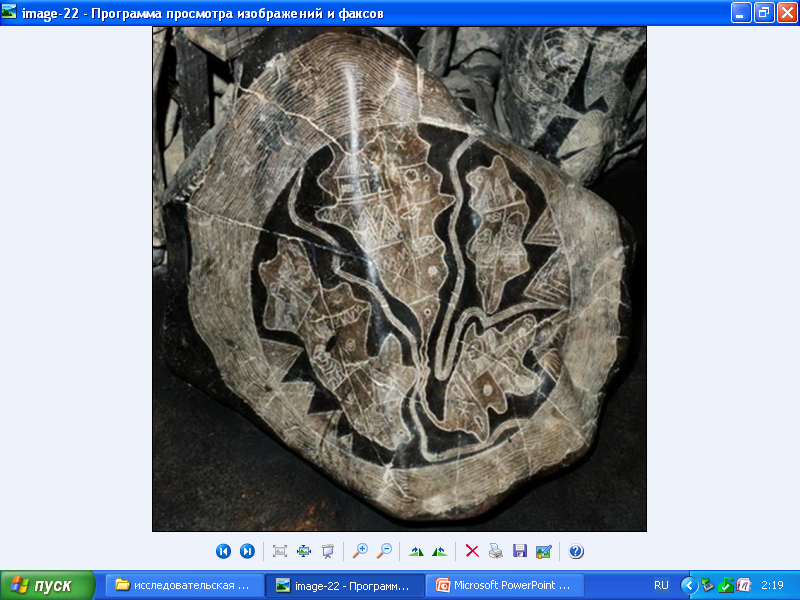 image-22 - Программа просмотра изображений и факсов
пуск
исследовательская ...
image-22 - Программ...
Microsoft PowerPoint ...
RU
2:19